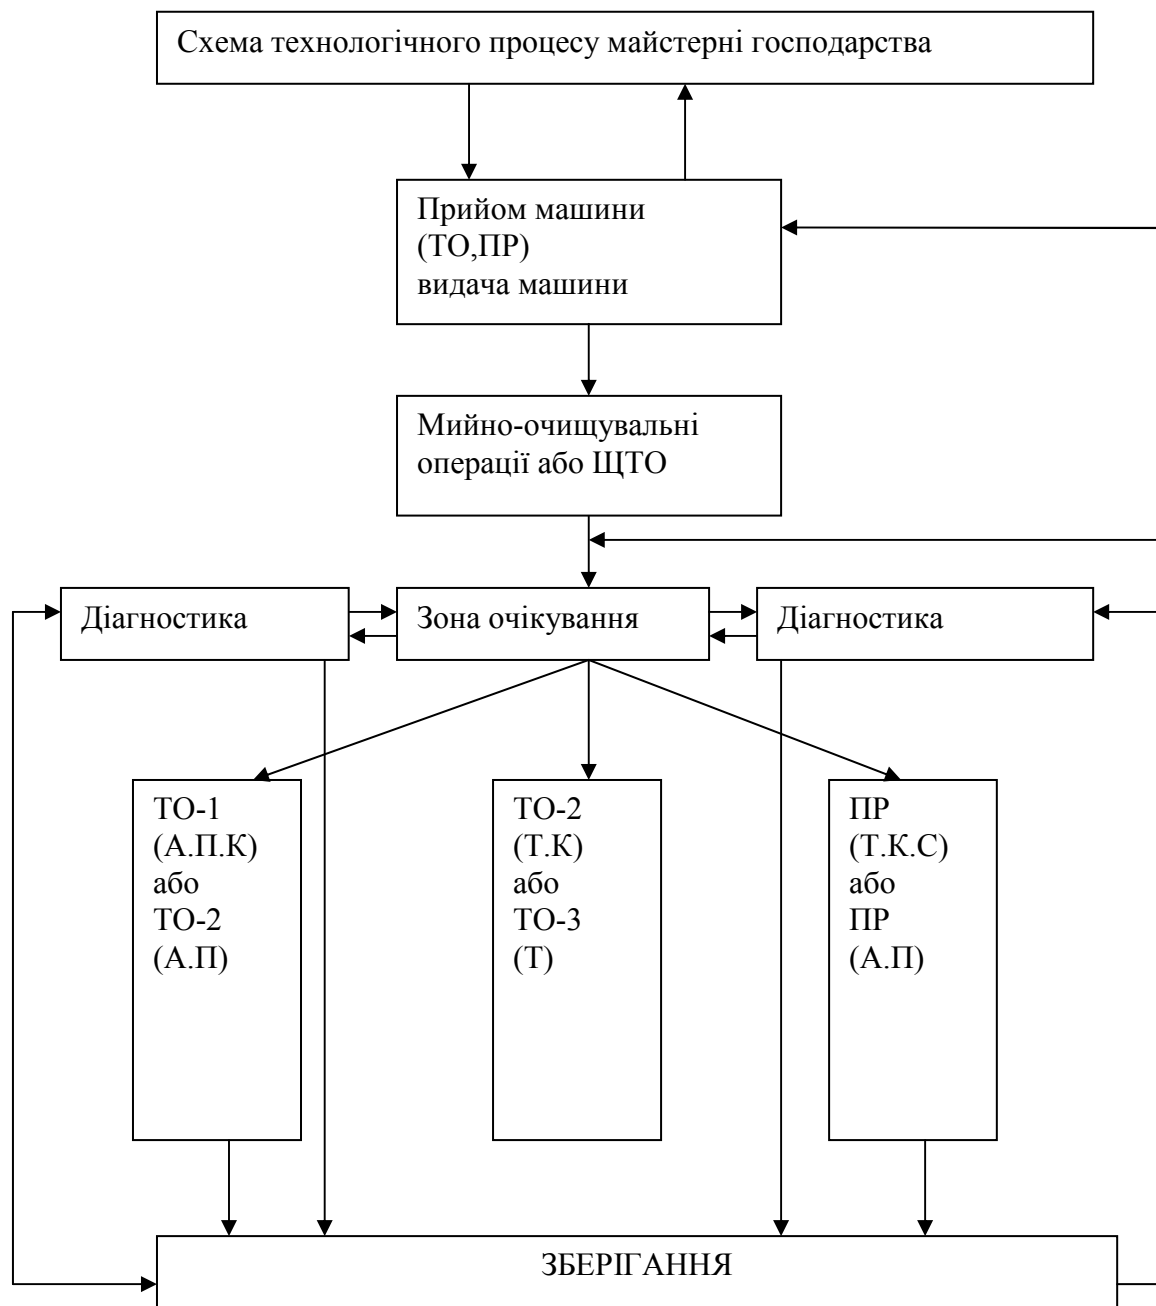 Схема технологічного процесу майстерні господарства
Прийом машини
(ТО,ПР)
видача машини
Мийно-очищувальні
операції або ЩТО
Діагностика
Зона очікування
Діагностика
ТО-1
(А.П.К)
або
ТО-2
(А.П)
ТО-2
(Т.К)
або
ТО-3
(Т)
ПР
(Т.К.С)
або
ПР
(А.П)
ЗБЕРІГАННЯ